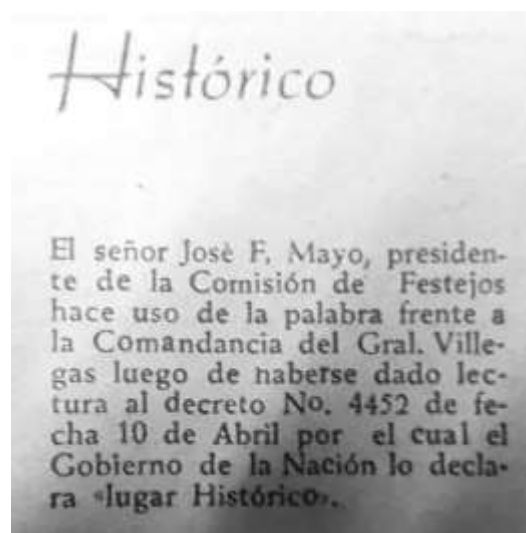 Histórico
El señor José F. Mayo, presiden-
te de la Comisión de Festejos
hace uso de la palabra frente a
la Comandancia del Gral. Ville-
gas luego de haberse dado lec-
tura al decreto No. 4452 de fe-
cha 10 de Abril por el cual el
Gobierno de la Nación lo decla-
ra «lugar Histórico».